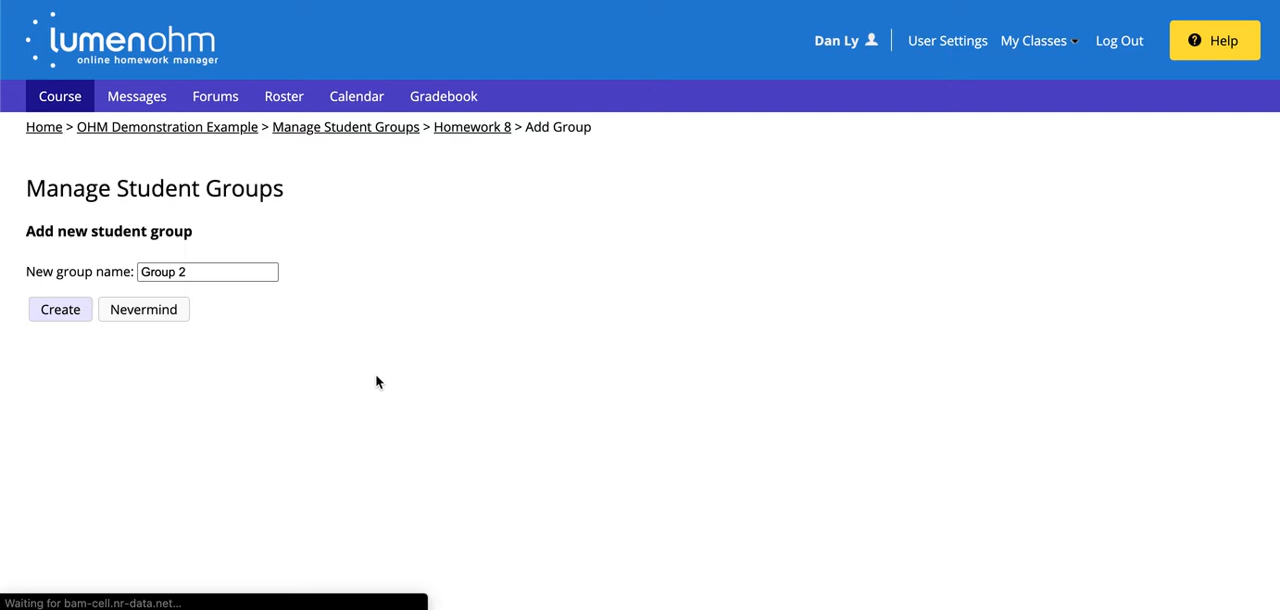 lumenohm
online homework manager
Dan Ly
User Settings
My Classes
Log Out
Help
Course
Messages
Forums
Roster
Calendar
Gradebook
Home > OHM Demonstration Example > Manage Student Groups > Homework 8 > Add Group
Manage Student Groups
Add new student group
New group name: Group 2
Create
Nevermind
Waiting for bam-cell.nr-data.net...